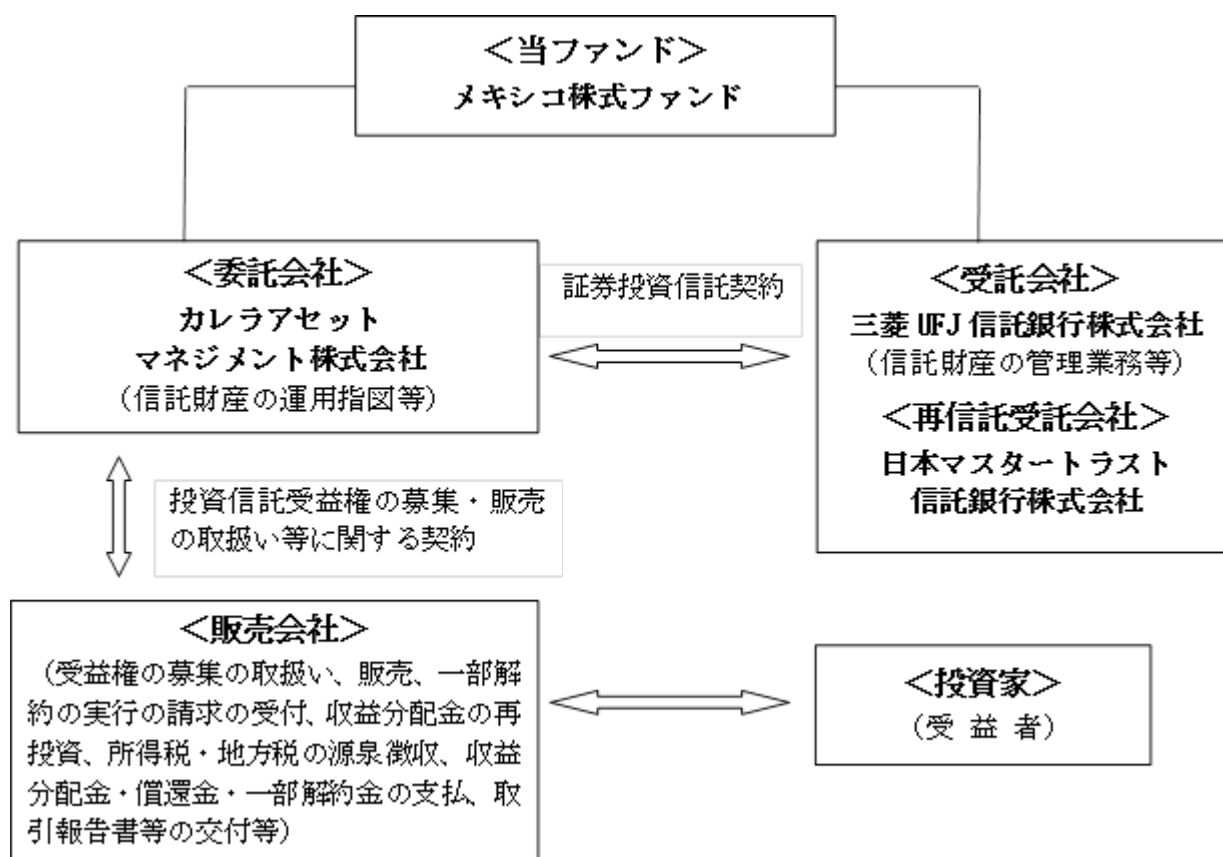 ＜当ファンド＞
メキシコ株式ファンド
＜委託会社＞
カレラアセット
マネジメント株式会社
（信託財産の運用指図等）
証券投資信託契約
＜受託会社＞
三菱UFJ信託銀行株式会社
（信託財産の管理業務等）
＜再信託受託会社＞
日本マスタートラスト
信託銀行株式会社
投資信託受益権の募集・販売
の取扱い等に関する契約
＜販売会社＞
（受益権の募集の取扱い、販売、一部解
約の実行の請求の受付、収益分配金の再
投資、所得税・地方税の源泉徴収、収益
分配金・償還金・一部解約金の支払、取
引報告書等の交付等）
＜投資家＞
（受 益 者）